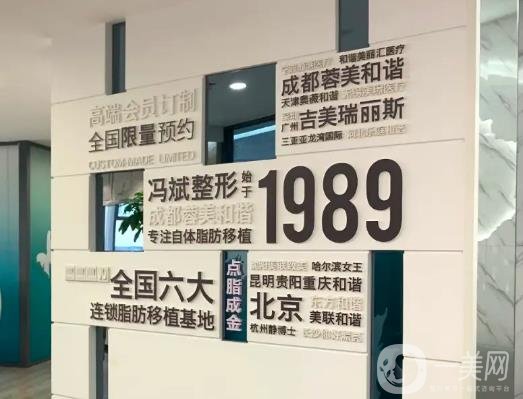 高端会员订制
全国限量预约
CUSTOM-MADE LIMITED
和谐美丽汇医疗
成都蓉美和谐
天津奥薇和谐
广州
吉美瑞丽斯
三亚亚龙湾国际
冯斌整形
始于
1989
成都蓉美和谐
专注自体脂肪移植
全国六大
连锁脂肪移植基地
点脂成金
哈尔滨女王
昆明贵阳重庆和谐
北京
东方和谐
美联和谐
杭州静博士
一美网